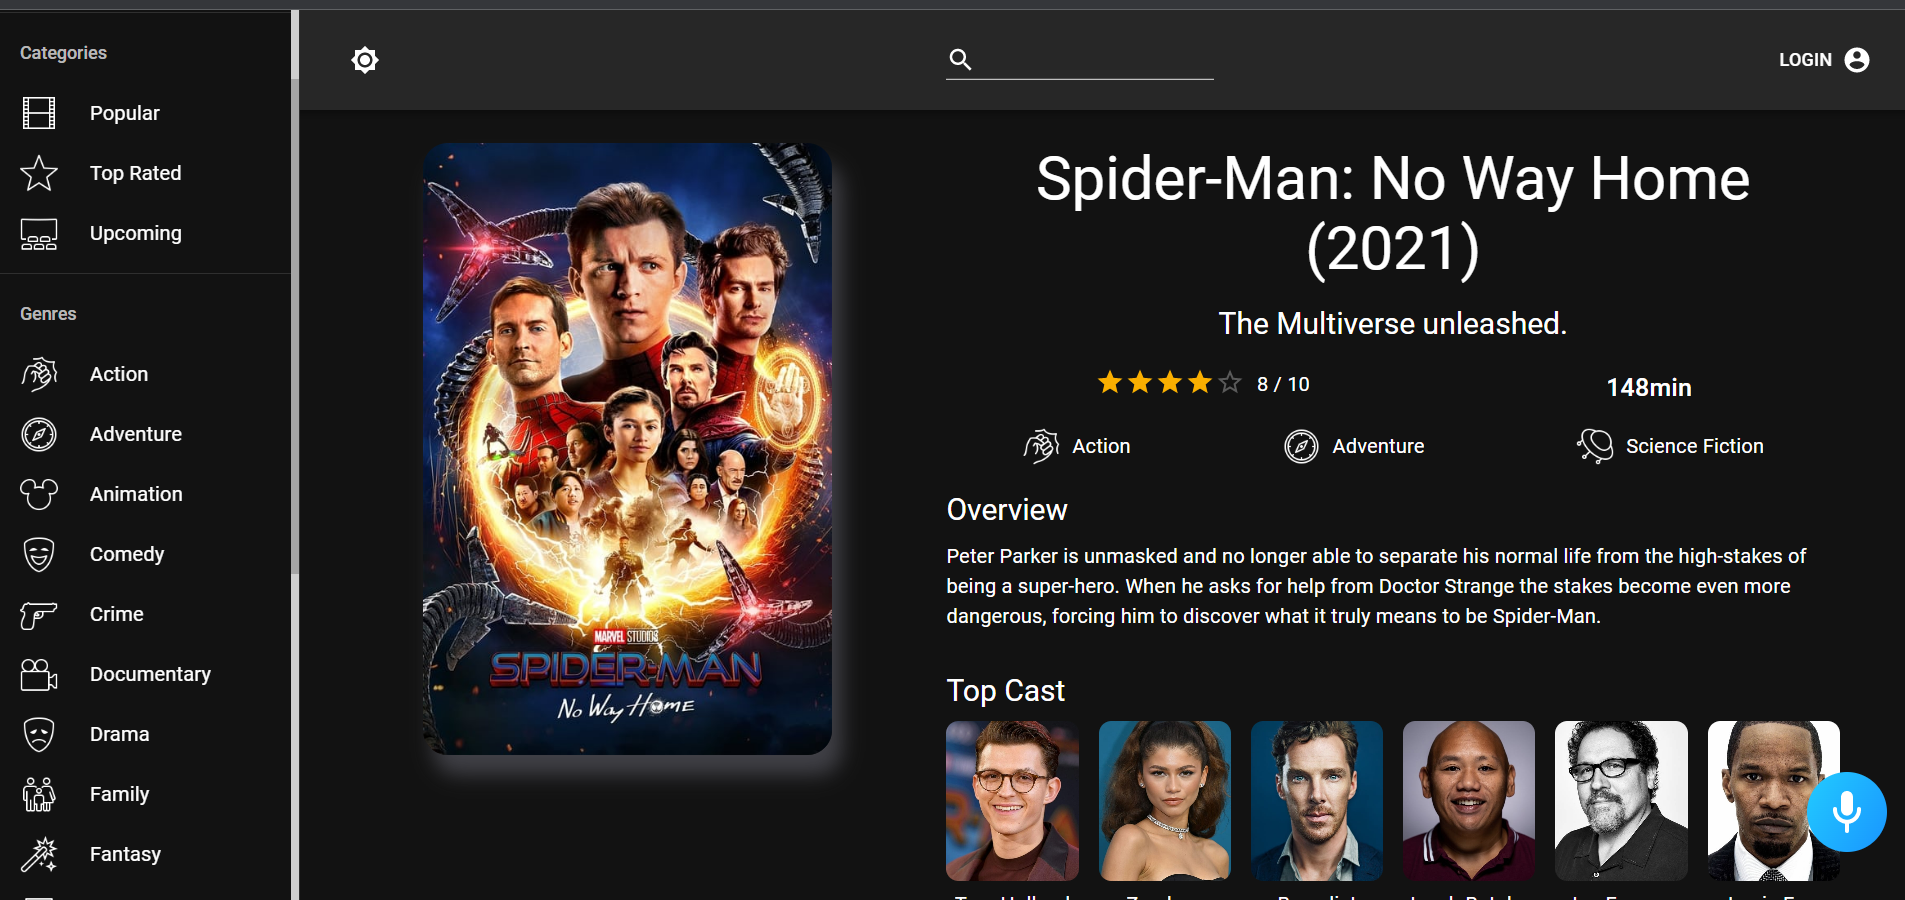 Categories
Popular
Top Rated
Upcoming
Genres
Action
Adventure
Animation
Comedy
Crime
Documentary
Drama
Family
Fantasy
LOGIN
MARVEL STUDIOS
SPIDER-MAN
No Way Home
Spider-Man: No Way Home
(2021)
The Multiverse unleashed.
8 / 10
148min
Action
Adventure
Science Fiction
Overview
Peter Parker is unmasked and no longer able to separate his normal life from the high-stakes of
being a super-hero. When he asks for help from Doctor Strange the stakes become even more
dangerous, forcing him to discover what it truly means to be Spider-Man.
Top Cast